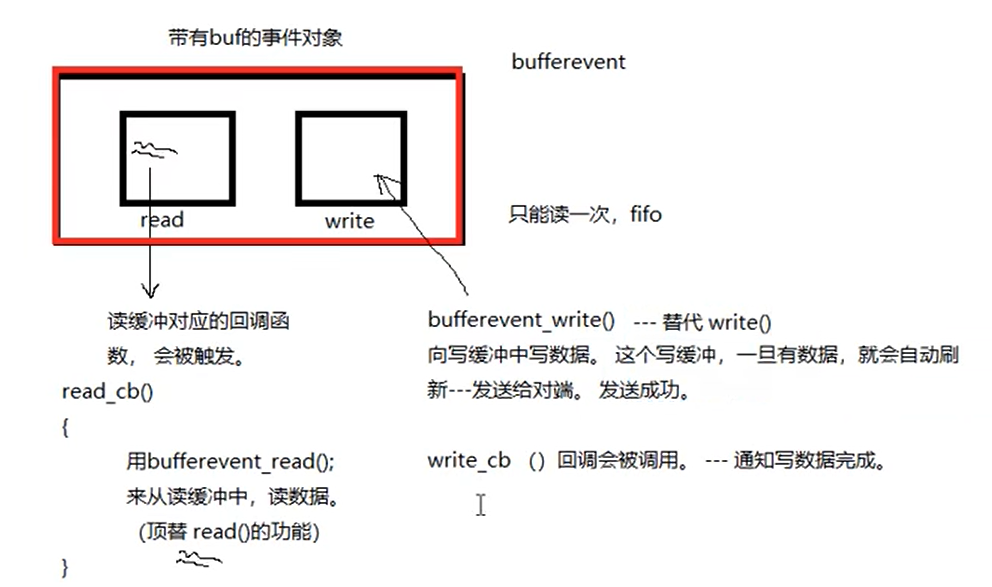 带有buf的事件对象
bufferevent
read
write
只能读一次，fifo
读缓冲对应的回调函
数， 会被触发。
read_cb()
{
用bufferevent_read();
来从读缓冲中，读数据。
(顶替 read()的功能)
}
bufferevent_write() --- 替代 write()
向写缓冲中写数据。 这个写缓冲，一旦有数据，就会自动刷
新---发送给对端。 发送成功。
write_cb （）回调会被调用。 --- 通知写数据完成。